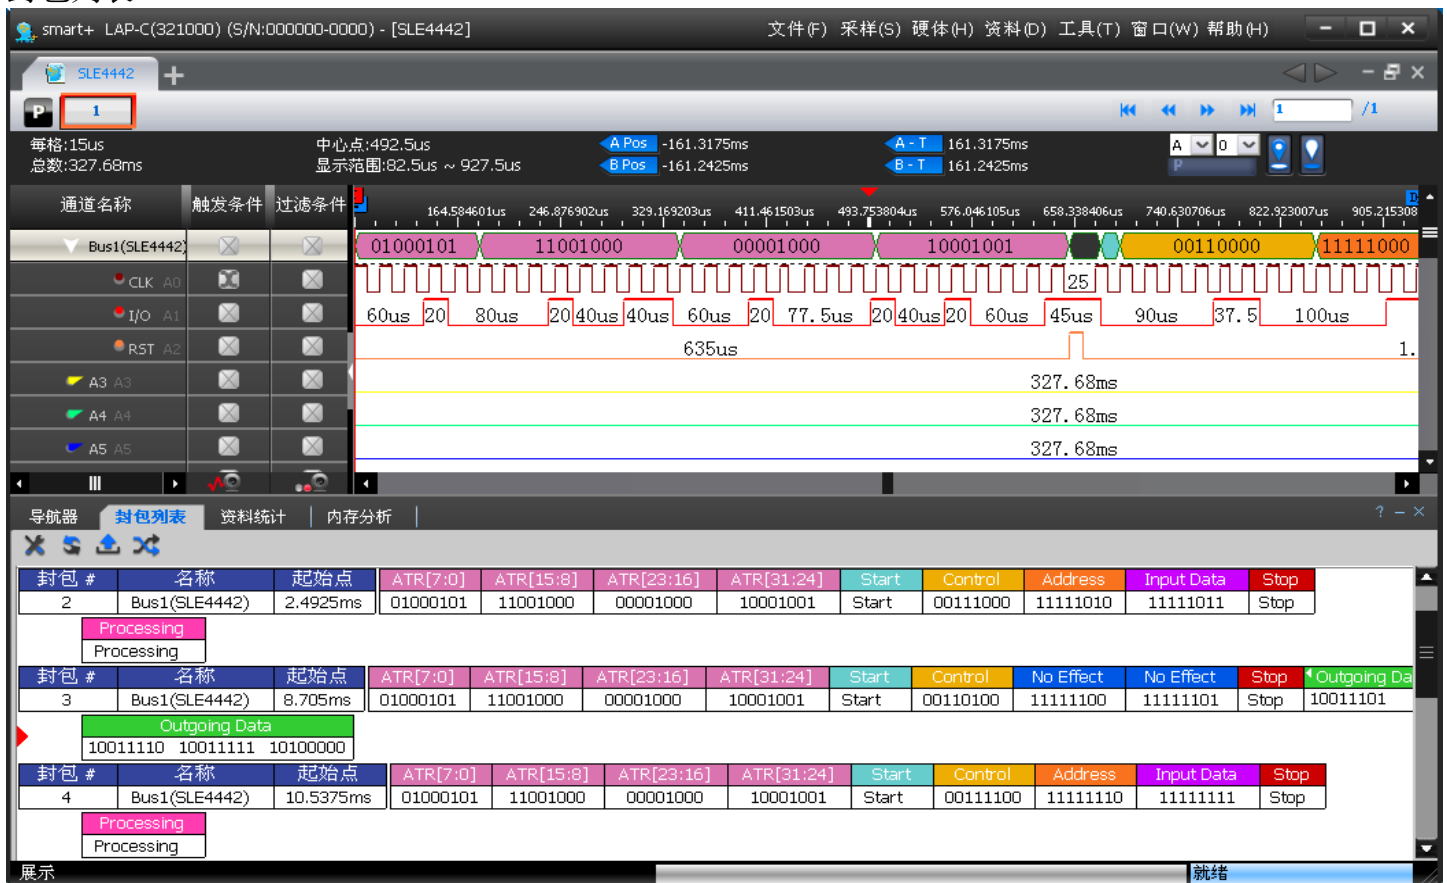 smart+ LAP-C(321000) (S/N:000000-0000) - [SLE4442] 文件(F) 采样(S) 硬体(H) 资料(D) 工具(T) 窗口(W) 帮助(H)
SLE4442
P 1 1 /1
每格:15us 中心点:492.5us A Pos -161.3175ms A - T 161.3175ms A 0
总数:327.68ms 显示范围:82.5us ~ 927.5us B Pos -161.2425ms B - T 161.2425ms P
通道名称 触发条件 过滤条件 164.584601us 246.876902us 329.169203us 411.461503us 493.753804us 576.046105us 658.338406us 740.630706us 822.923007us 905.215308
Bus1(SLE4442) 01000101 11001000 00001000 10001001 00110000 11111000
CLK A0 25
I/O A1 60us 20 80us 20 40us 40us 60us 20 77.5us 20 40us 20 60us 45us 90us 37.5 100us
RST A2 635us 1.
A3 A3 327.68ms
A4 A4 327.68ms
A5 A5 327.68ms
导航器 封包列表 资料统计 内存分析
封包 # 名称 起始点 ATR[7:0] ATR[15:8] ATR[23:16] ATR[31:24] Start Control Address Input Data Stop
2 Bus1(SLE4442) 2.4925ms 01000101 11001000 00001000 10001001 Start 00111000 11111010 11111011 Stop
Processing
Processing
封包 # 名称 起始点 ATR[7:0] ATR[15:8] ATR[23:16] ATR[31:24] Start Control No Effect No Effect Stop Outgoing Da
3 Bus1(SLE4442) 8.705ms 01000101 11001000 00001000 10001001 Start 00110100 11111100 11111101 Stop 10011101
Outgoing Data
10011110 10011111 10100000
封包 # 名称 起始点 ATR[7:0] ATR[15:8] ATR[23:16] ATR[31:24] Start Control Address Input Data Stop
4 Bus1(SLE4442) 10.5375ms 01000101 11001000 00001000 10001001 Start 00111100 11111110 11111111 Stop
Processing
Processing
展示 就绪